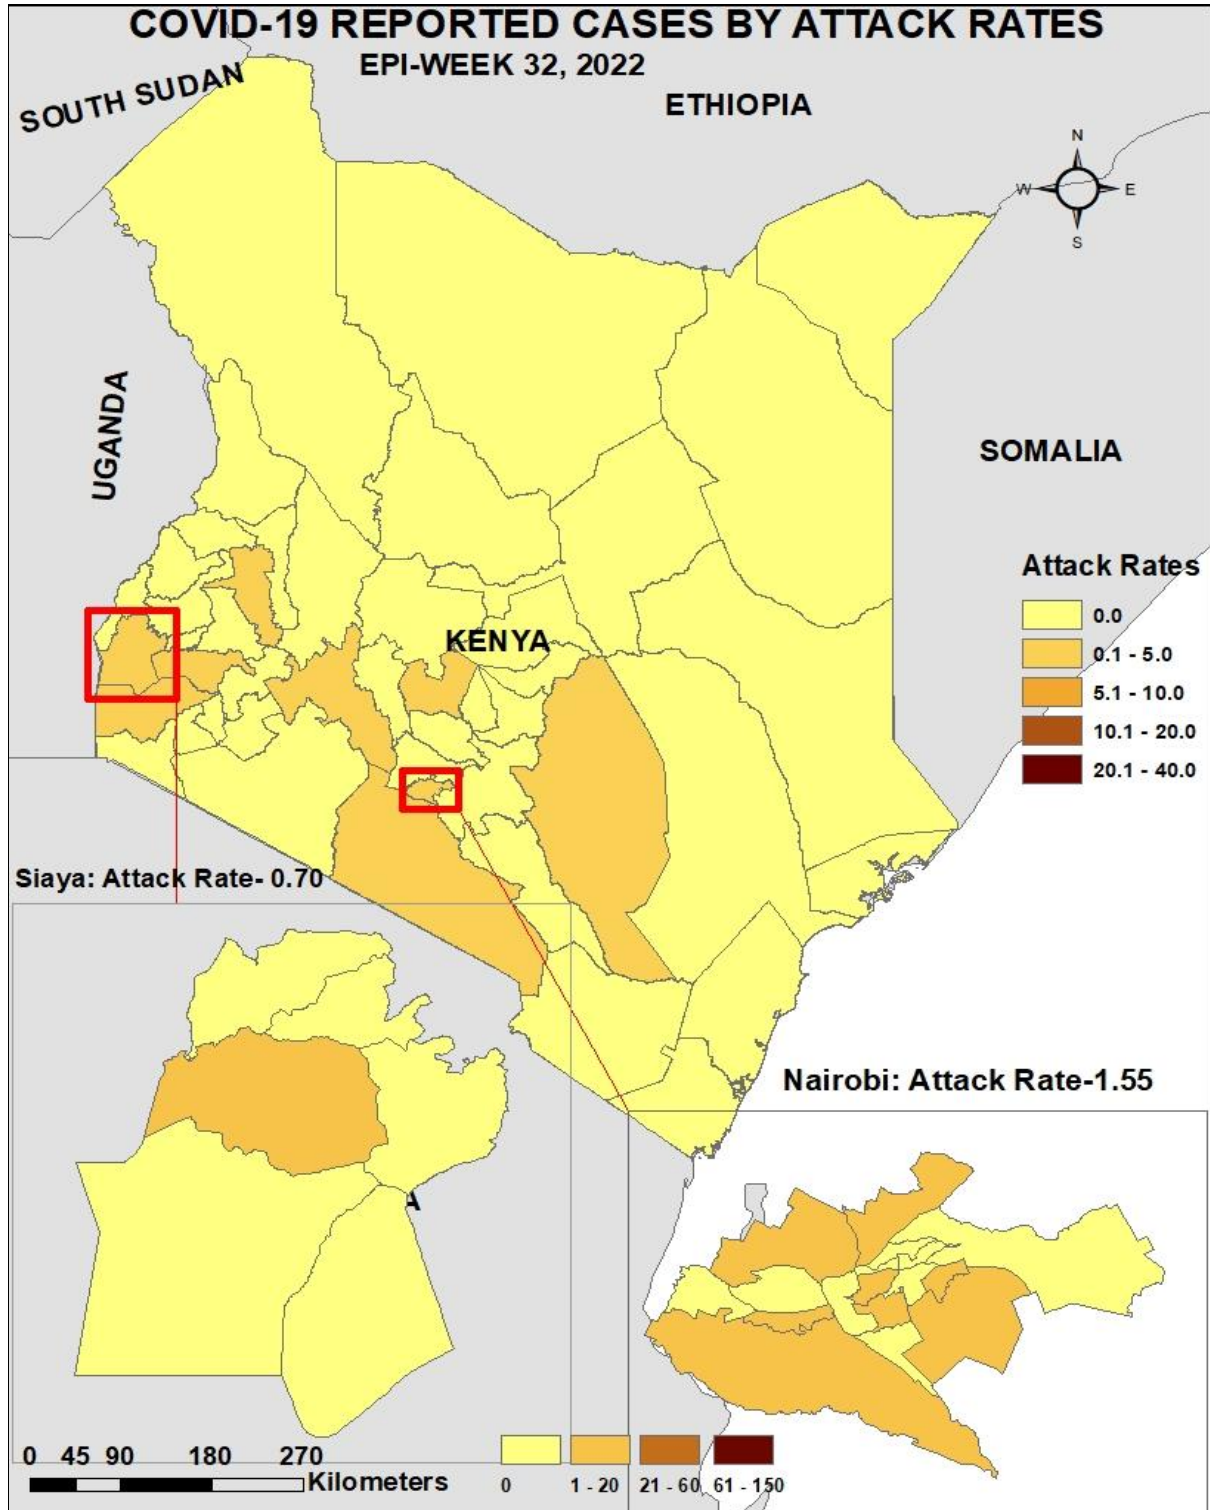 COVID-19 REPORTED CASES BY ATTACK RATES
EPI-WEEK 32, 2022
SOUTH SUDAN
ETHIOPIA
N
W E
S
UGANDA
SOMALIA
Attack Rates
0.0
0.1 - 5.0
5.1 - 10.0
10.1 - 20.0
20.1 - 40.0
KENYA
Siaya: Attack Rate- 0.70
Nairobi: Attack Rate-1.55
A
0 45 90 180 270
Kilometers
0 1 - 20 21 - 60 61 - 150